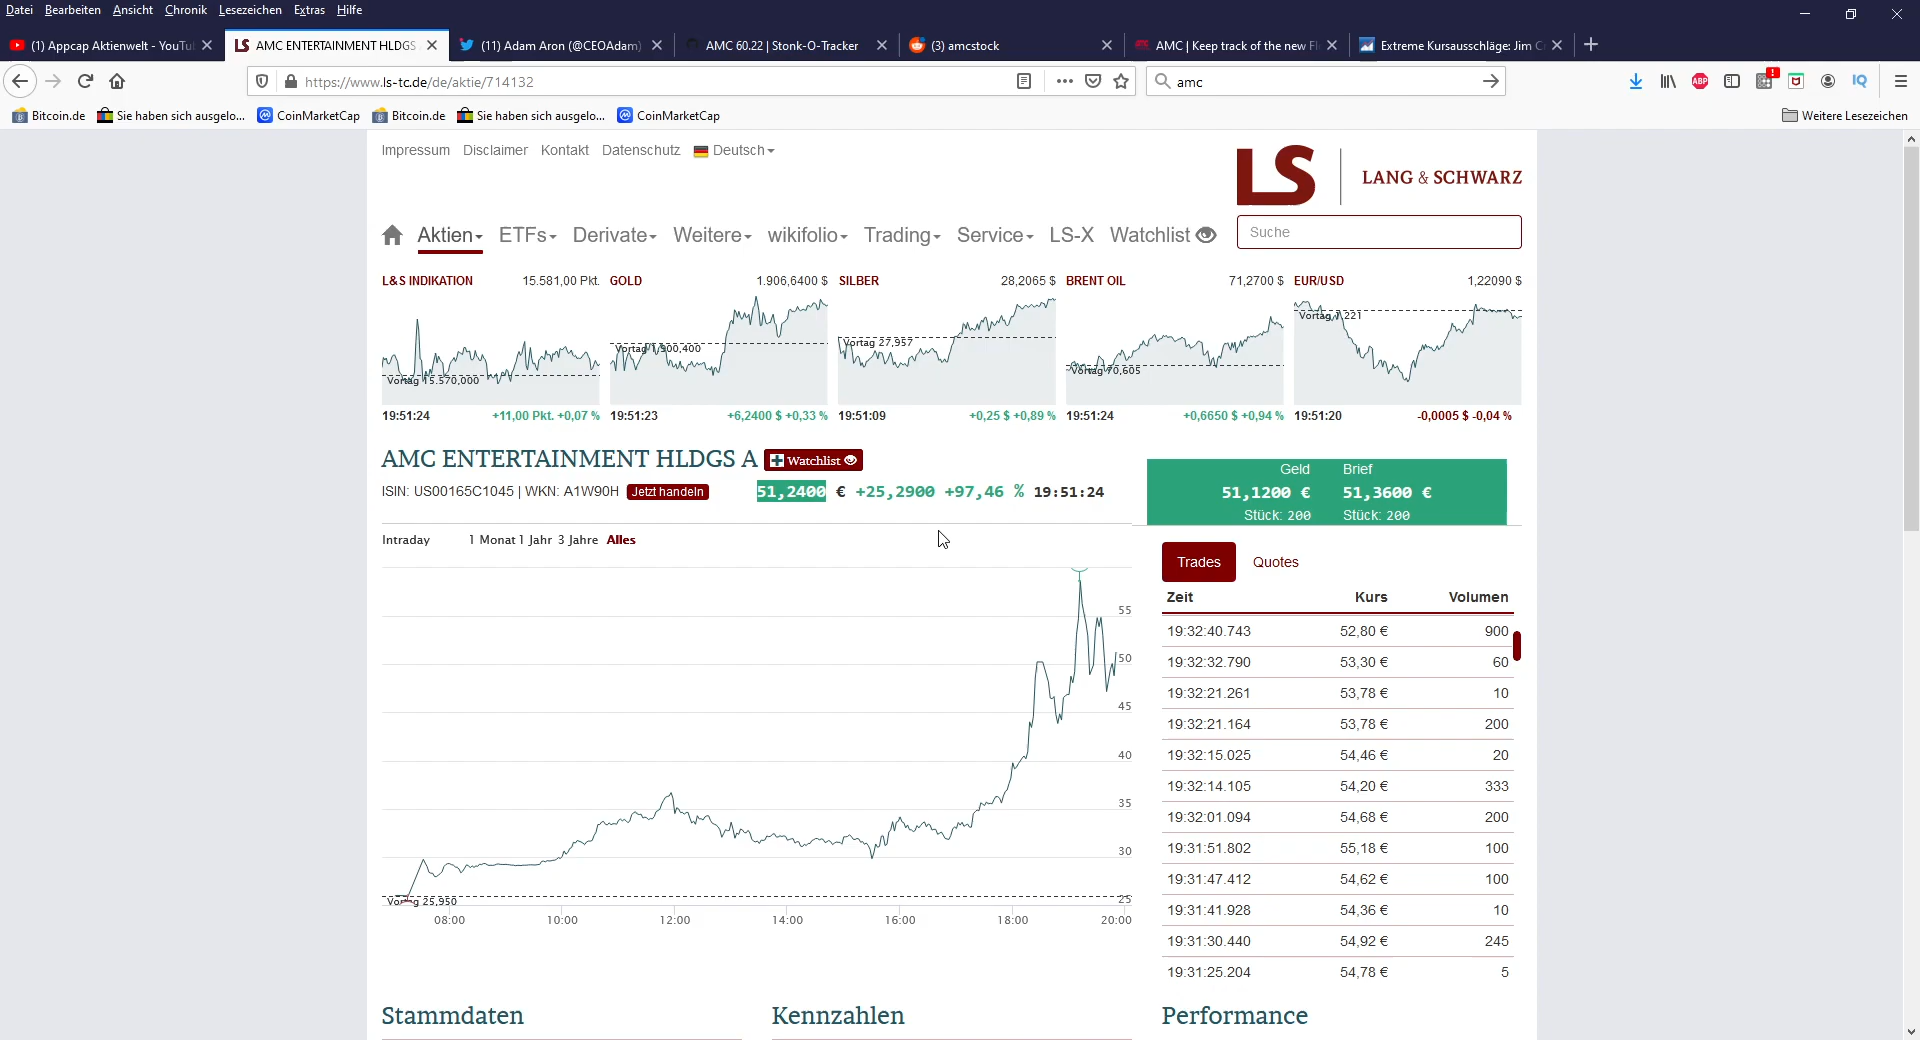 Datei Bearbeiten Ansicht Chronik Lesezeichen Extras Hilfe
(1) Appcap Aktienwelt - YouTu AMC ENTERTAINMENT HLDGS (11) Adam Aron (@CEOAdam) AMC 60.22 | Stonk-O-Tracker (3) amcstock AMC | Keep track of the new Extreme Kursausschläge: Jim
https://www.ls-tc.de/de/aktie/714132 amc
Bitcoin.de Sie haben sich ausgelo... CoinMarketCap Bitcoin.de Sie haben sich ausgelo... CoinMarketCap Weitere Lesezeichen
Impressum Disclaimer Kontakt Datenschutz Deutsch
LS LANG & SCHWARZ
Aktien ETFs Derivate Weitere wikifolio Trading Service LS-X Watchlist Suche
L&S INDIKATION 15.581,00 Pkt. GOLD 1.906,6400 $ SILBER 28,2065 $ BRENT OIL 71,2700 $ EUR/USD 1,22090 $
Vortag 15.570,000 Vortag 1.900,400 Vortag 27,957 Vortag 70,605 Vortag 1,221
19:51:24 +11,00 Pkt. +0,07 % 19:51:23 +6,2400 $ +0,33 % 19:51:09 +0,25 $ +0,89 % 19:51:24 +0,6650 $ +0,94 % 19:51:20 -0,0005 $ -0,04 %
AMC ENTERTAINMENT HLDGS A Watchlist
ISIN: US00165C1045 | WKN: A1W90H Jetzt handeln 51,2400 € +25,2900 +97,46 % 19:51:24
Geld Brief
51,1200 € 51,3600 €
Stück: 200 Stück: 200
Intraday 1 Monat 1 Jahr 3 Jahre Alles
55
50
45
40
35
30
25
Vortag 25,950
08:00 10:00 12:00 14:00 16:00 18:00 20:00
Trades Quotes
Zeit Kurs Volumen
19:32:40.743 52,80 € 900
19:32:32.790 53,30 € 60
19:32:21.261 53,78 € 10
19:32:21.164 53,78 € 200
19:32:15.025 54,46 € 20
19:32:14.105 54,20 € 333
19:32:01.094 54,68 € 200
19:31:51.802 55,18 € 100
19:31:47.412 54,62 € 100
19:31:41.928 54,36 € 10
19:31:30.440 54,92 € 245
19:31:25.204 54,78 € 5
Stammdaten Kennzahlen Performance